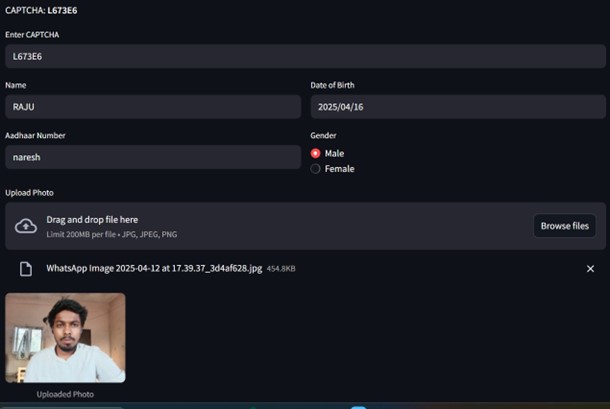 CAPTCHA: L673E6
Enter CAPTCHA
L673E6
Name
Date of Birth
RAJU
2025/04/16
Aadhaar Number
Gender
naresh
Male
Female
Upload Photo
Drag and drop file here
Limit 200MB per file • JPG, JPEG, PNG
Browse files
WhatsApp Image 2025-04-12 at 17.39.37_3d4af628.jpg 454.8KB
Uploaded Photo